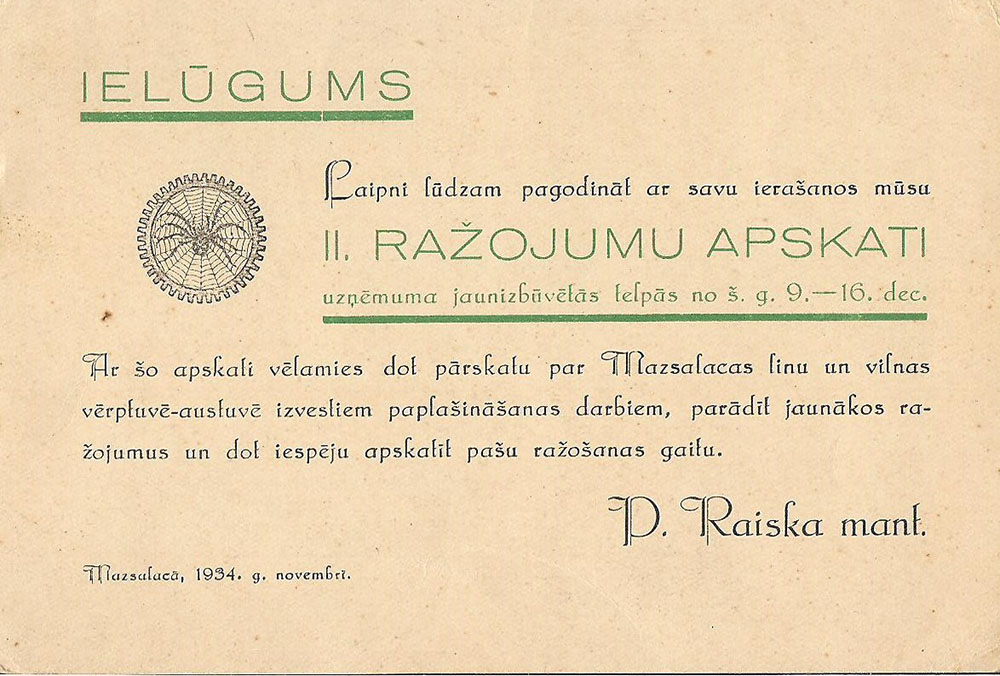 IELŪGUMS
Laipni lūdzam pagodināt ar savu ierašanos mūsu
II. RAŽOJUMU APSKATI
uzņēmuma jaunizbūvētās telpās no š. g. 9.—16. dec.
Ar šo apskati vēlamies dot pārskatu par Mazsalacas linu un vilnas
vērptuvē-austuvē izvestiem paplašināšanas darbiem, parādīt jaunākos ra-
žojumus un dot iespēju apskatīt pašu ražošanas gaitu.
P. Raiska mant.
Mazsalacā, 1934. g. novembrī.